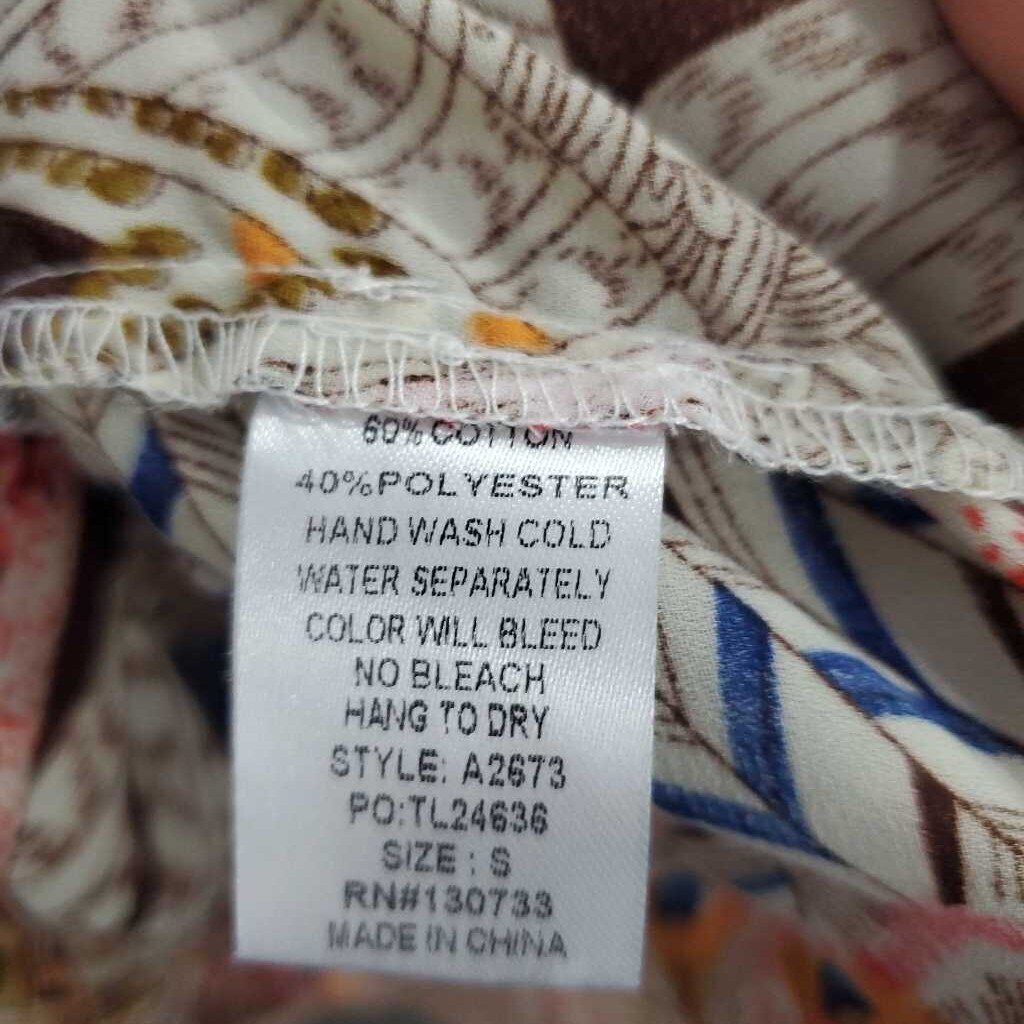 60% COTTON
40%POLYESTER
HAND WASH COLD
WATER SEPARATELY
COLOR WILL BLEED
NO BLEACH
HANG TO DRY
STYLE: A2673
PO:TL24636
SIZE : S
RN#130733
MADE IN CHINA